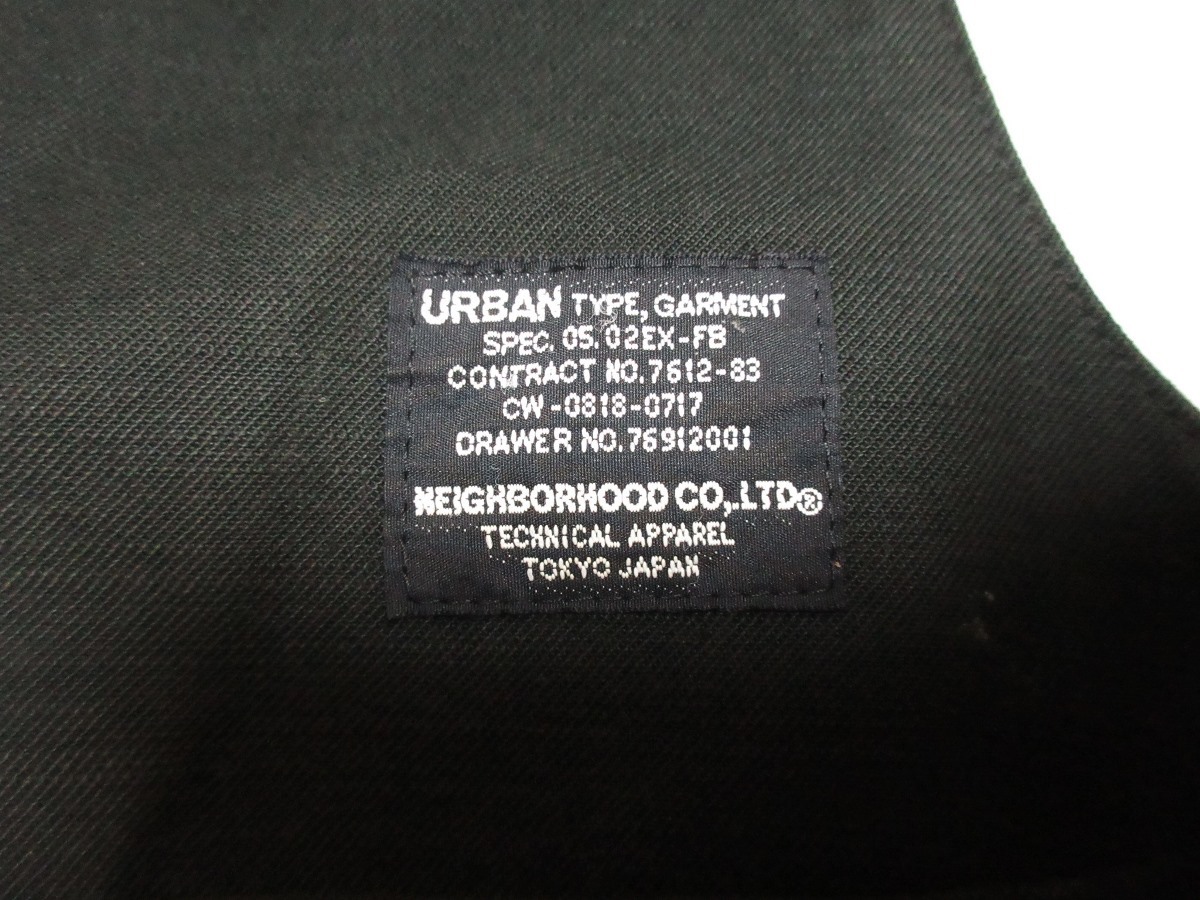 URBAN TYPE, GARMENT
SPEC. 05.02EX-FB
CONTRACT NO.7612-83
CW-0818-0717
DRAWER NO.76912001
NEIGHBORHOOD CO,.LTD®
TECHNICAL APPAREL
TOKYO JAPAN